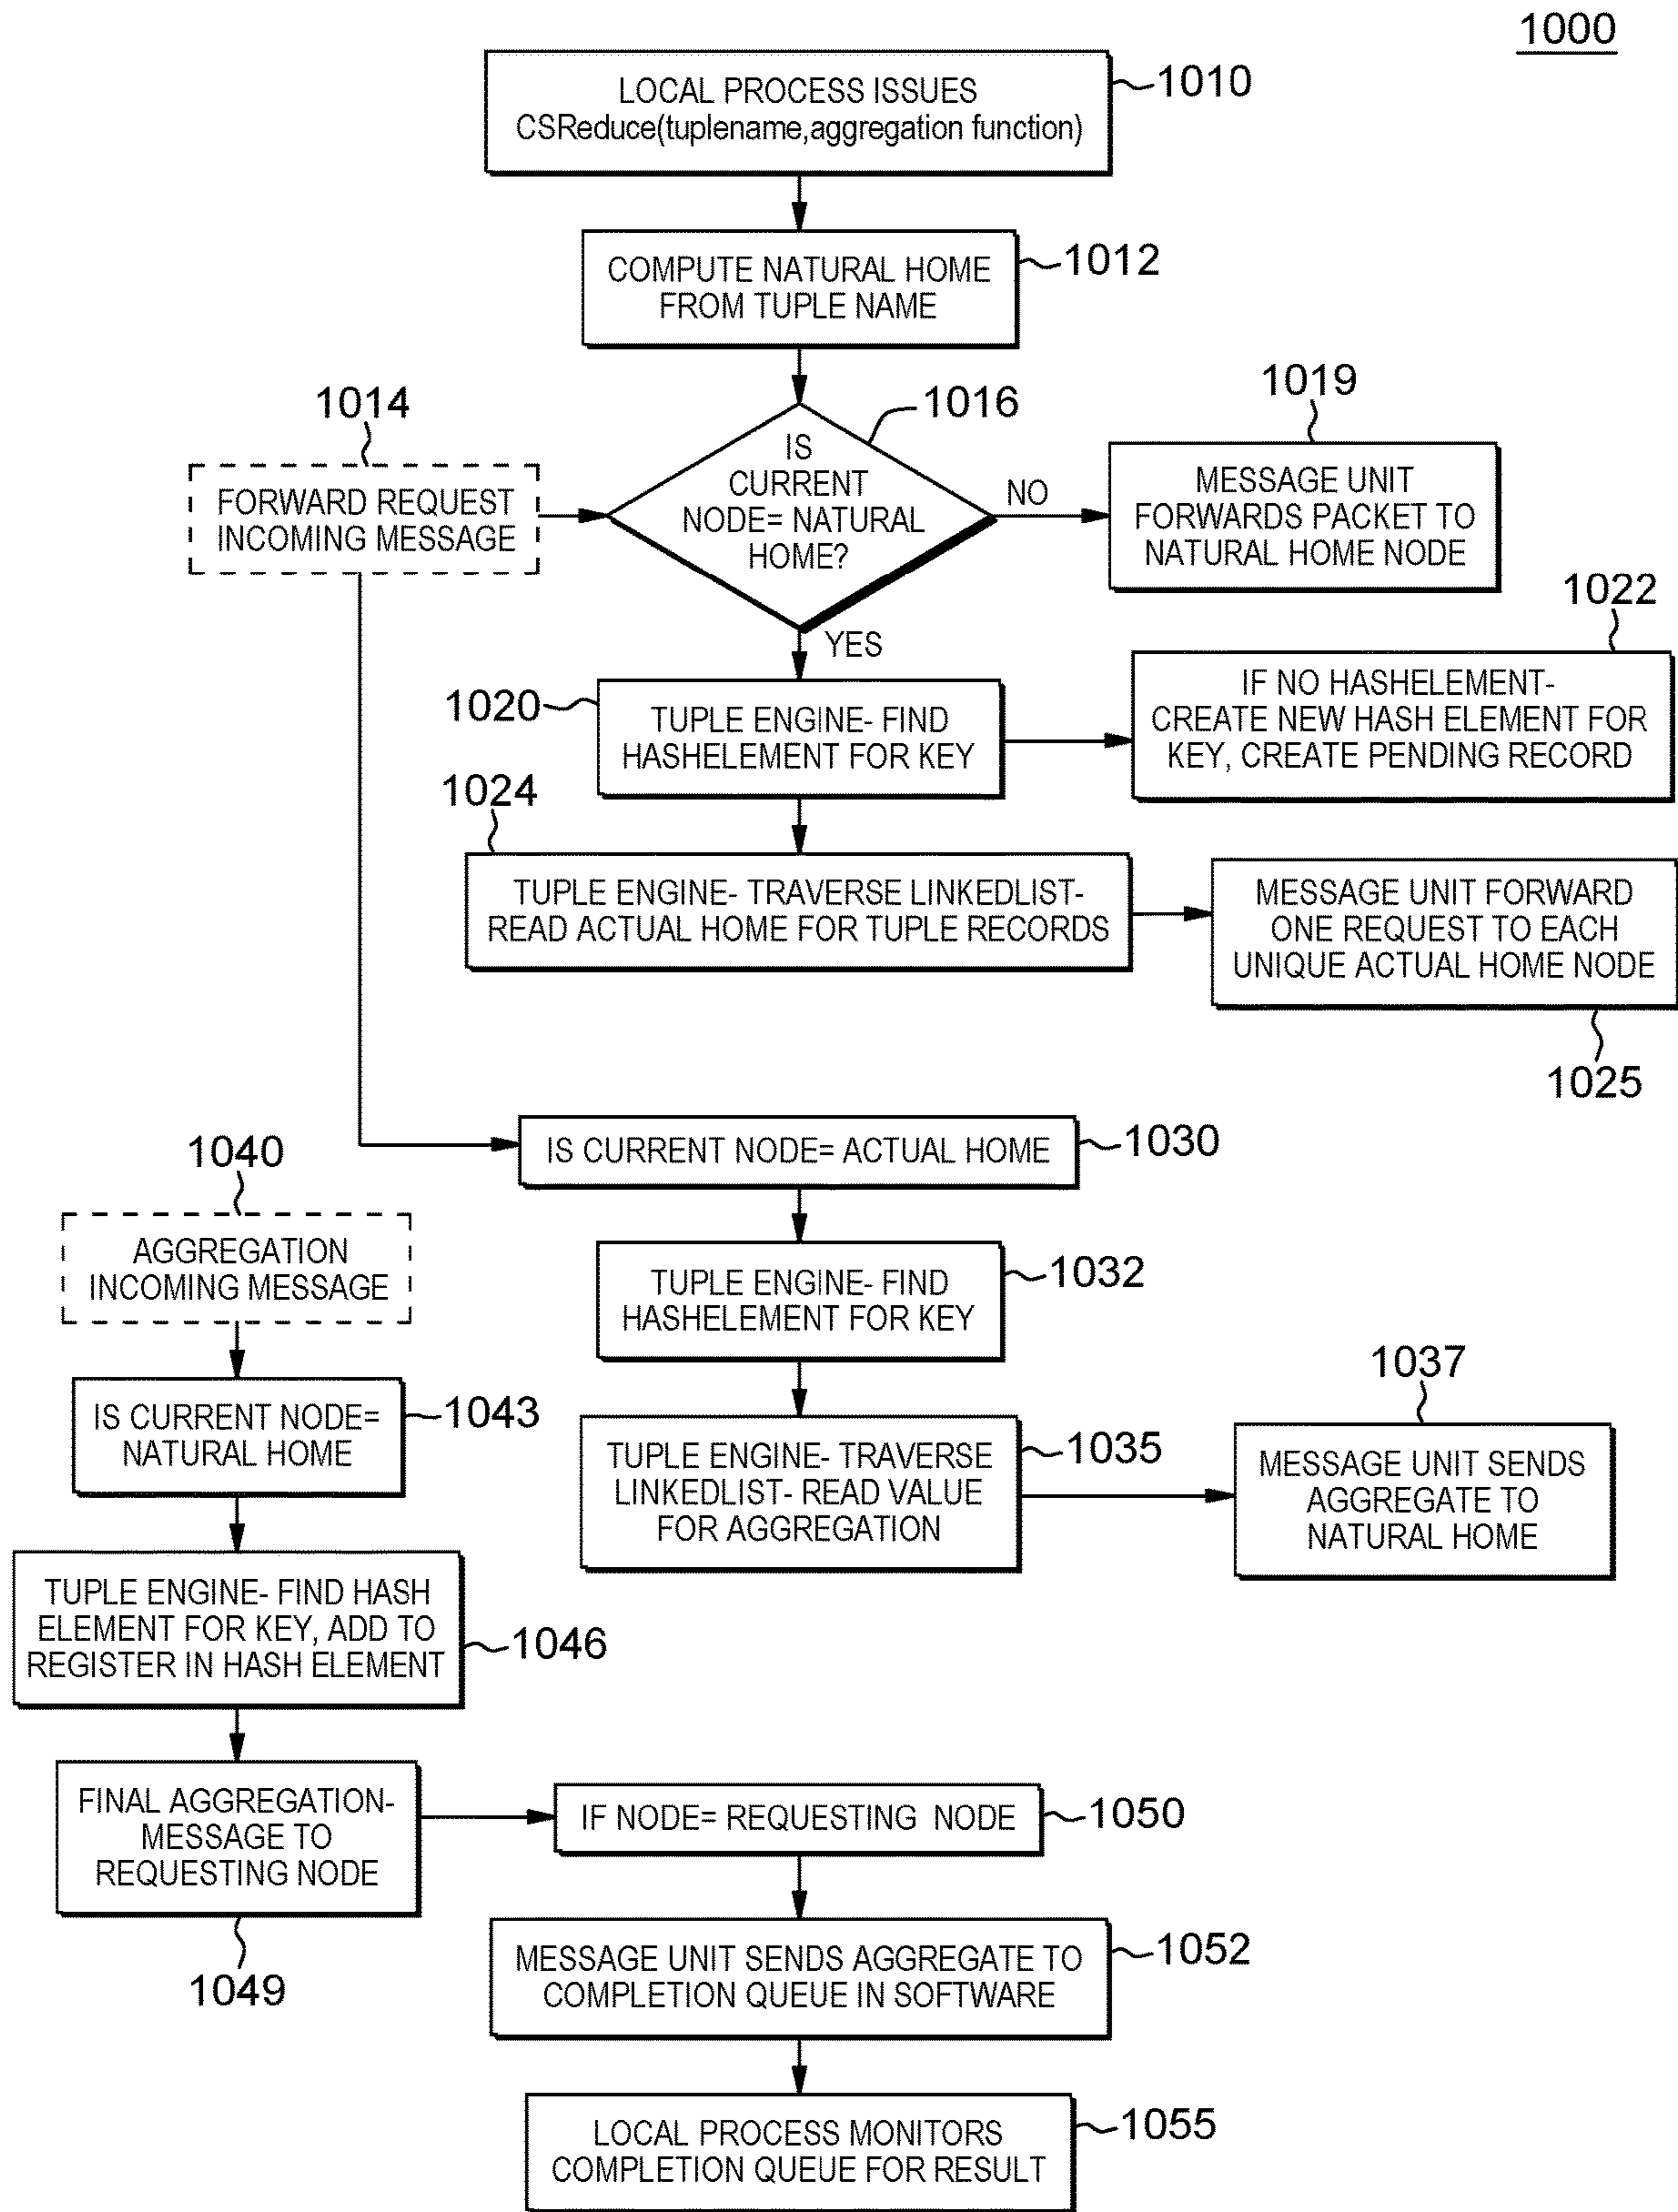 1000
LOCAL PROCESS ISSUES
CSReduce(tuplename,aggregation function)
1010
COMPUTE NATURAL HOME
FROM TUPLE NAME
1012
1014
FORWARD REQUEST
INCOMING MESSAGE
IS
CURRENT
NODE= NATURAL
HOME?
1016
NO
YES
1019
MESSAGE UNIT
FORWARDS PACKET TO
NATURAL HOME NODE
1020
TUPLE ENGINE- FIND
HASHELEMENT FOR KEY
1022
IF NO HASHELEMENT-
CREATE NEW HASH ELEMENT FOR
KEY, CREATE PENDING RECORD
1024
TUPLE ENGINE- TRAVERSE LINKEDLIST-
READ ACTUAL HOME FOR TUPLE RECORDS
MESSAGE UNIT FORWARD
ONE REQUEST TO EACH
UNIQUE ACTUAL HOME NODE
1025
IS CURRENT NODE= ACTUAL HOME
1030
TUPLE ENGINE- FIND
HASHELEMENT FOR KEY
1032
TUPLE ENGINE- TRAVERSE
LINKEDLIST- READ VALUE
FOR AGGREGATION
1035
1037
MESSAGE UNIT SENDS
AGGREGATE TO
NATURAL HOME
1040
AGGREGATION
INCOMING MESSAGE
IS CURRENT NODE=
NATURAL HOME
1043
TUPLE ENGINE- FIND HASH
ELEMENT FOR KEY, ADD TO
REGISTER IN HASH ELEMENT
1046
FINAL AGGREGATION-
MESSAGE TO
REQUESTING NODE
1049
IF NODE= REQUESTING NODE
1050
MESSAGE UNIT SENDS AGGREGATE TO
COMPLETION QUEUE IN SOFTWARE
1052
LOCAL PROCESS MONITORS
COMPLETION QUEUE FOR RESULT
1055